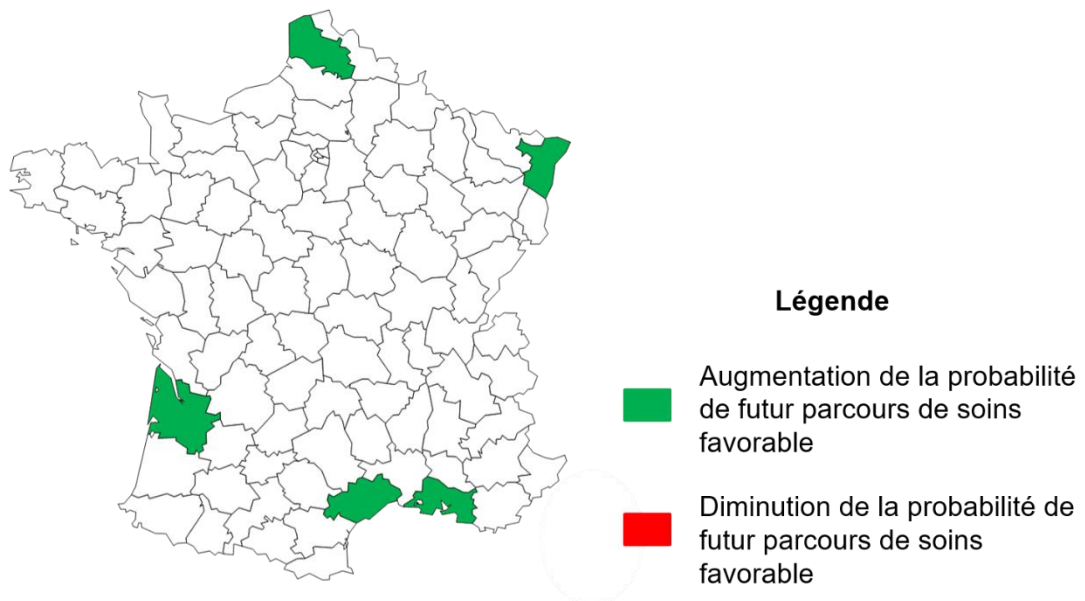 Légende
Augmentation de la probabilité
de futur parcours de soins
favorable
Diminution de la probabilité de
futur parcours de soins
favorable